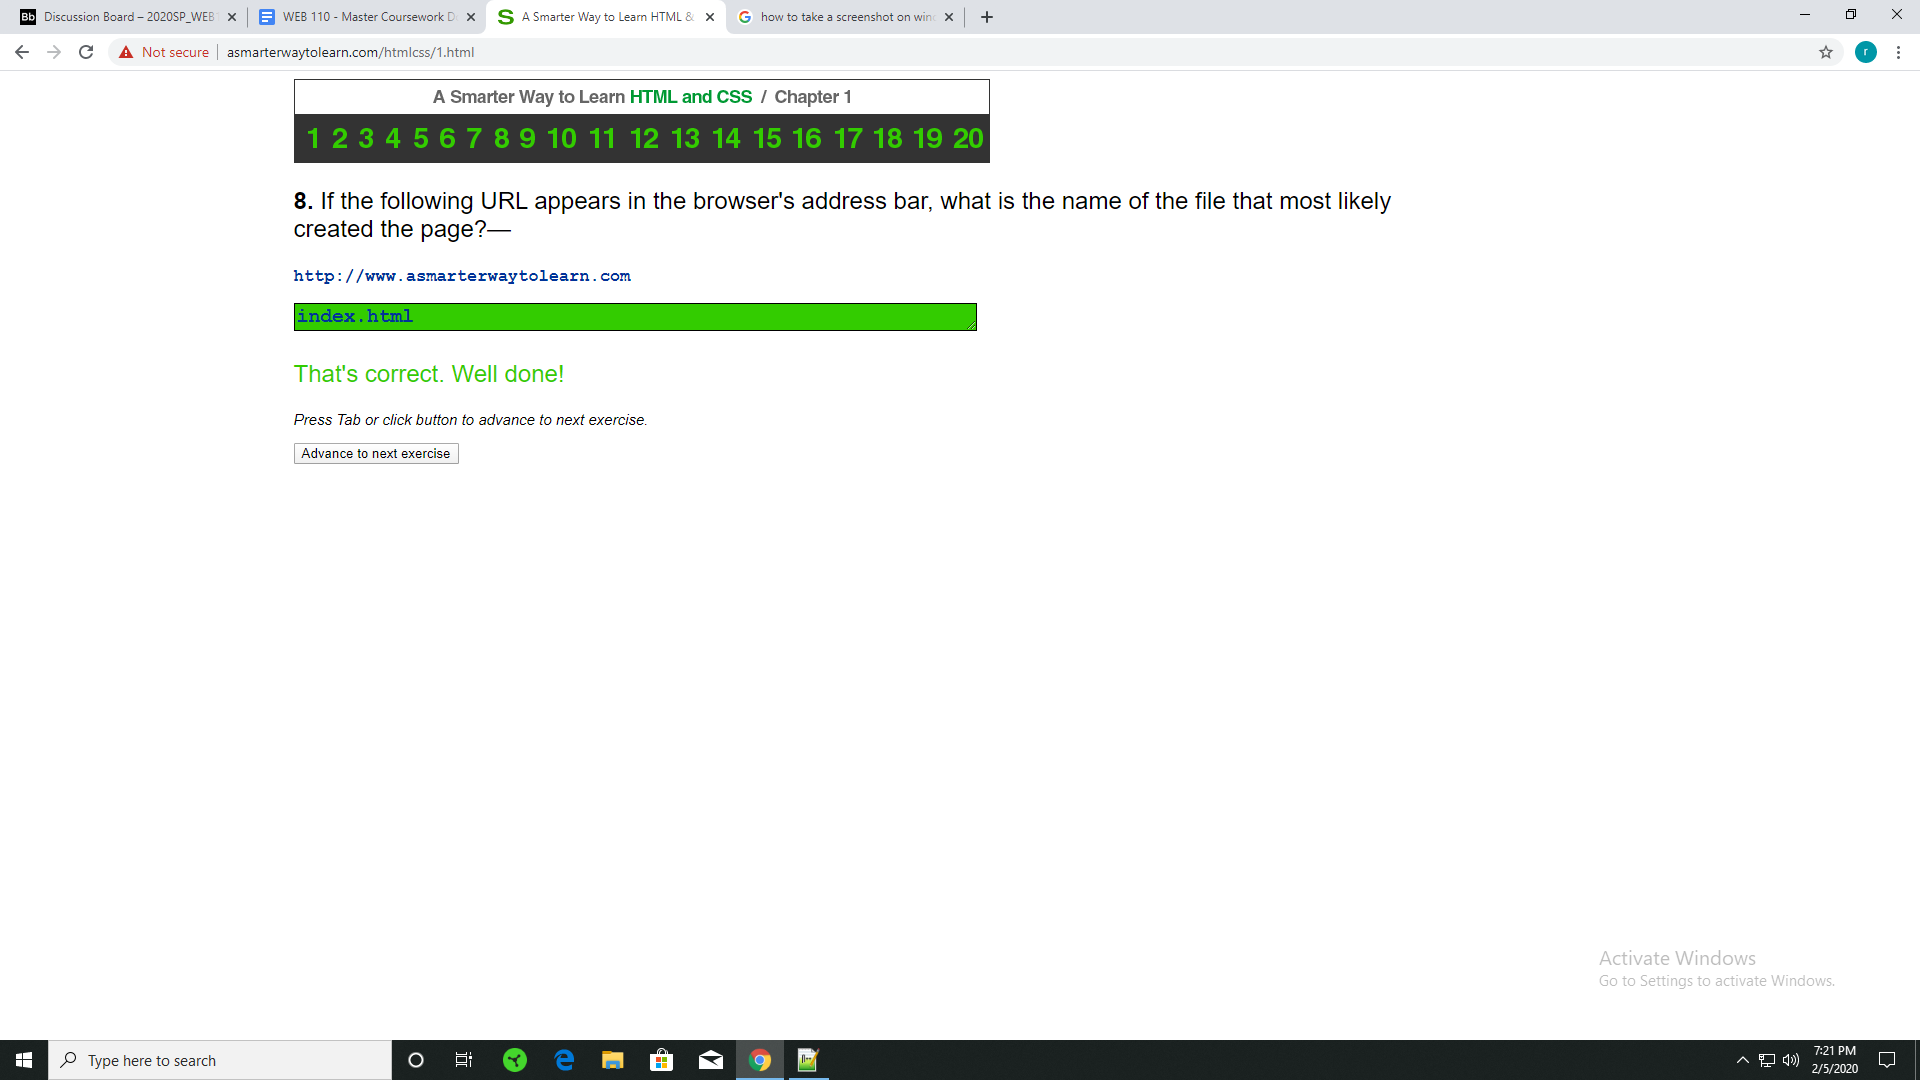 Bb Discussion Board – 2020SP_WEB
WEB 110 - Master Coursework D
A Smarter Way to Learn HTML &
how to take a screenshot on win
Not secure asmarterwaytolearn.com/htmlcss/1.html
r
A Smarter Way to Learn HTML and CSS / Chapter 1
1 2 3 4 5 6 7 8 9 10 11 12 13 14 15 16 17 18 19 20
8. If the following URL appears in the browser's address bar, what is the name of the file that most likely
created the page?—
http://www.asmarterwaytolearn.com
index.html
That's correct. Well done!
Press Tab or click button to advance to next exercise.
Advance to next exercise
Activate Windows
Go to Settings to activate Windows.
Type here to search
7:21 PM
2/5/2020